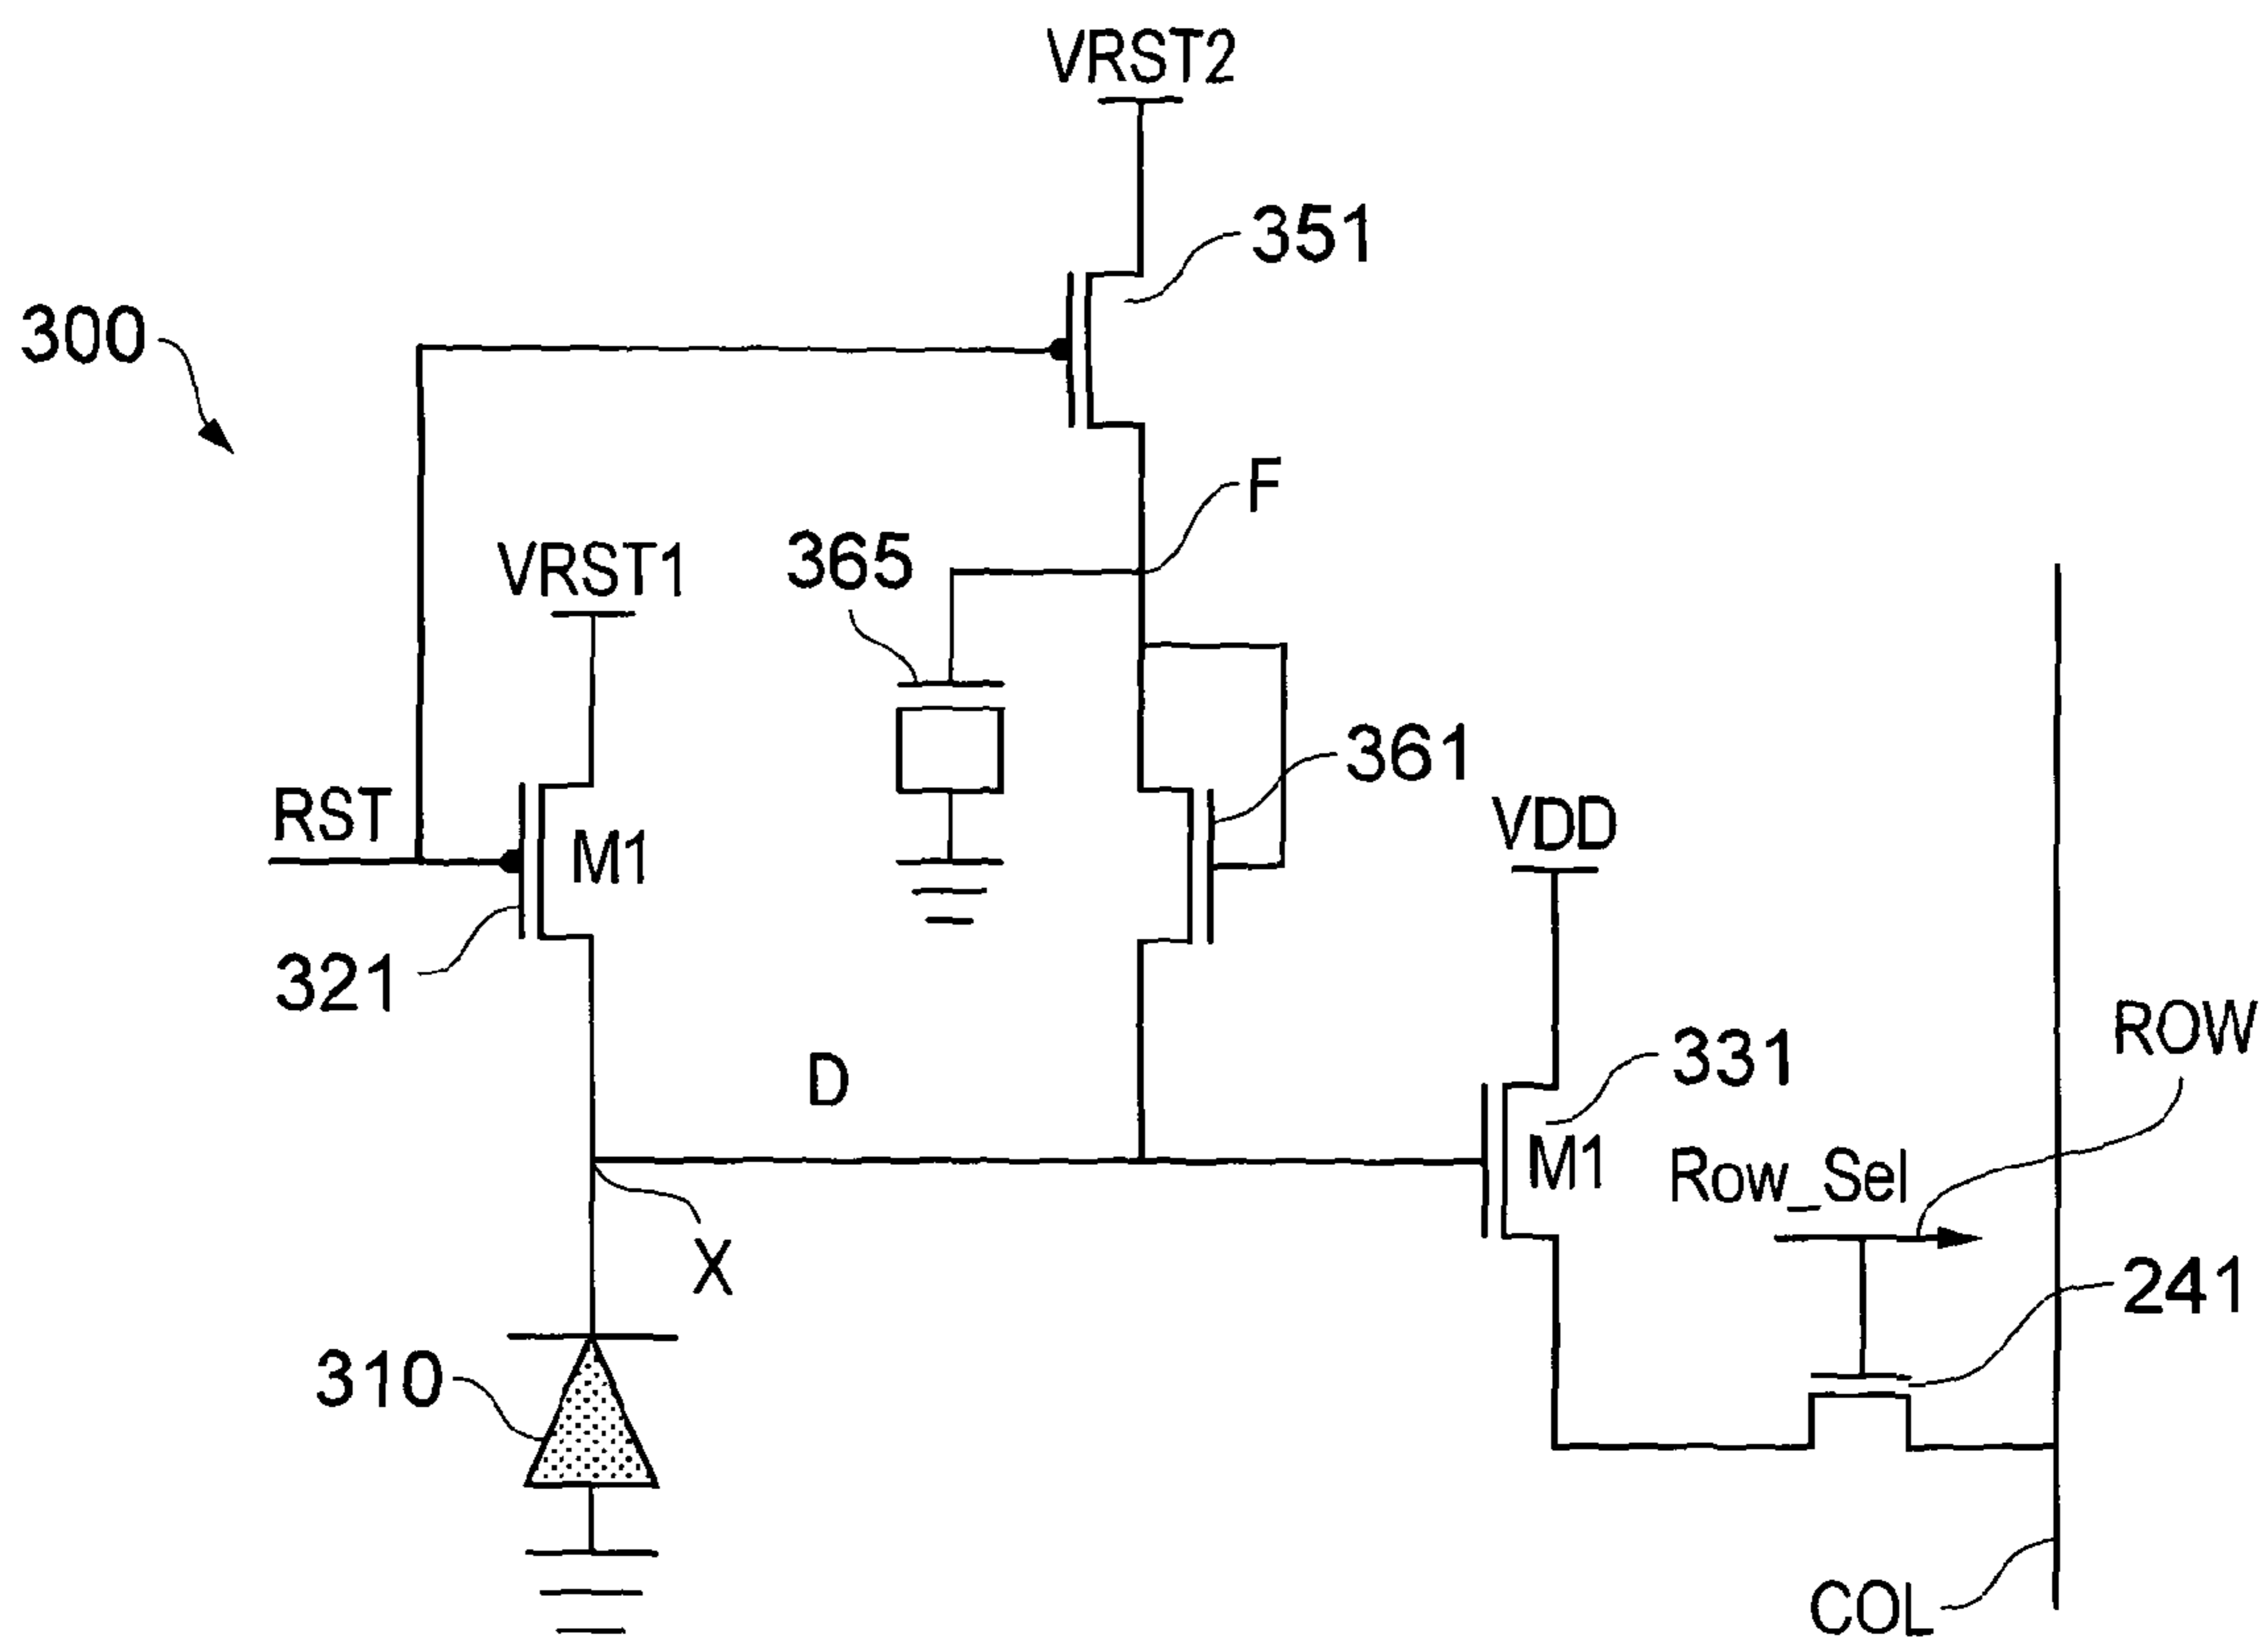 VRST2
351
300
F
365
VRST1
361
RST
M1
VDD
321
ROW
331
D
M1
Row_Sel
X
241
310
COL